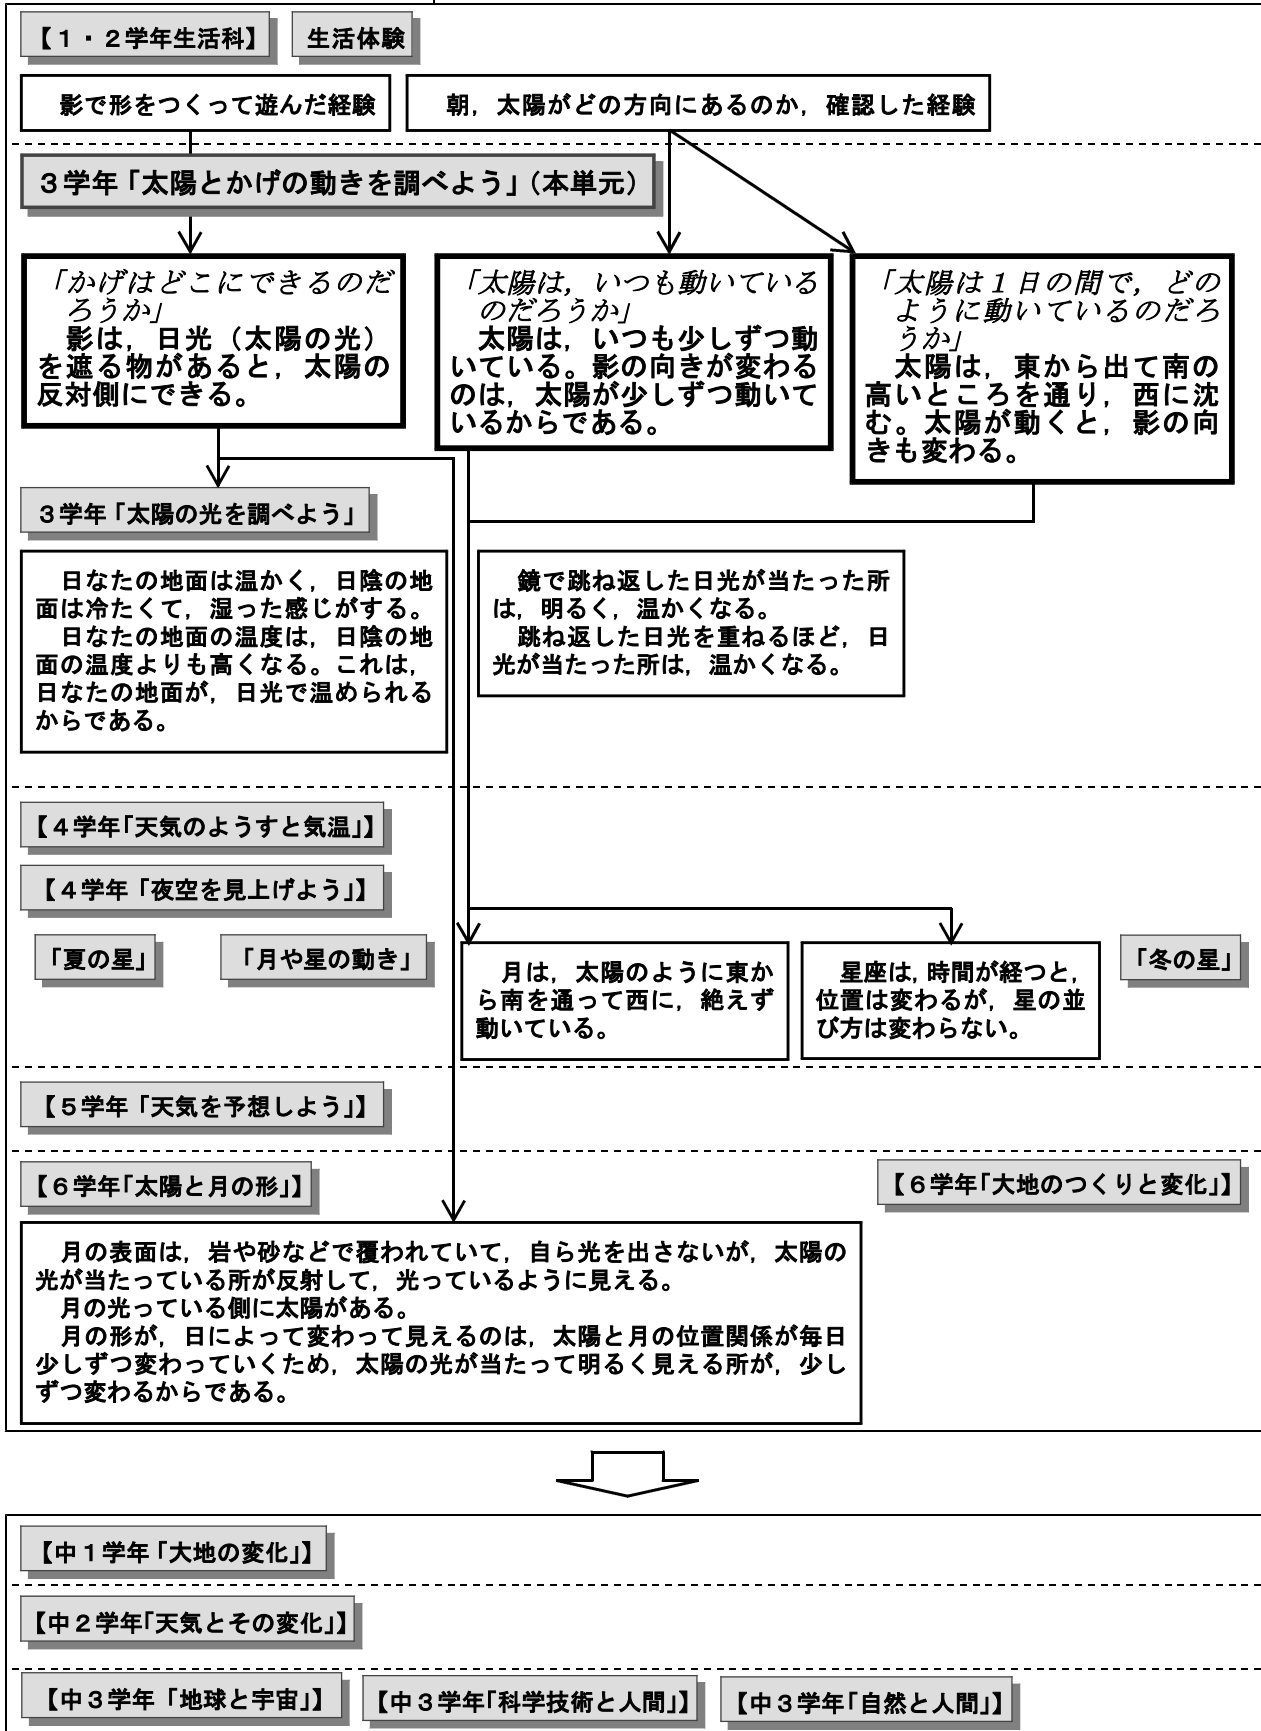 【１・２学年生活科】
生活体験
影で形をつくって遊んだ経験
朝，太陽がどの方向にあるのか，確認した経験
３学年「太陽とかげの動きを調べよう」（本単元）
「かげはどこにできるのだ
ろうか」
影は，日光（太陽の光）
を遮る物があると，太陽の
反対側にできる。
「太陽は，いつも動いている
のだろうか」
太陽は，いつも少しずつ動
いている。影の向きが変わる
のは，太陽が少しずつ動いて
いるからである。
「太陽は１日の間で，どの
ように動いているのだろ
うか」
太陽は，東から出て南の
高いところを通り，西に沈
む。太陽が動くと，影の向
きも変わる。
３学年「太陽の光を調べよう」
日なたの地面は温かく，日陰の地
面は冷たくて，湿った感じがする。
日なたの地面の温度は，日陰の地
面の温度よりも高くなる。これは，
日なたの地面が，日光で温められる
からである。
鏡で跳ね返した日光が当たった所
は，明るく，温かくなる。
跳ね返した日光を重ねるほど，日
光が当たった所は，温かくなる。
【４学年「天気のようすと気温」】
【４学年「夜空を見上げよう」】
「夏の星」
「月や星の動き」
月は，太陽のように東か
ら南を通って西に，絶えず
動いている。
星座は，時間が経つと，
位置は変わるが，星の並
び方は変わらない。
「冬の星」
【５学年「天気を予想しよう」】
【６学年「太陽と月の形」】
【６学年「大地のつくりと変化」】
月の表面は，岩や砂などで覆われていて，自ら光を出さないが，太陽の
光が当たっている所が反射して，光っているように見える。
月の光っている側に太陽がある。
月の形が，日によって変わって見えるのは，太陽と月の位置関係が毎日
少しずつ変わっていくため，太陽の光が当たって明るく見える所が，少し
ずつ変わるからである。
【中１学年「大地の変化」】
【中２学年「天気とその変化」】
【中３学年「地球と宇宙」】
【中３学年「科学技術と人間」】
【中３学年「自然と人間」】